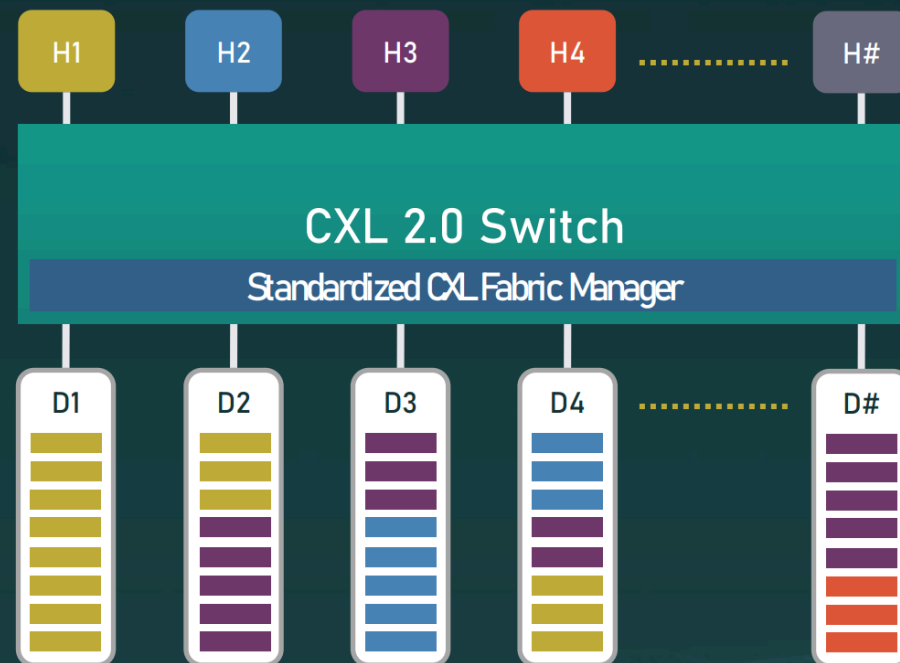 H1 H2 H3 H4 H#
CXL 2.0 Switch
Standardized CXL Fabric Manager
D1 D2 D3 D4 D#